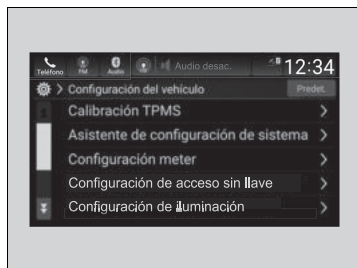 Teléfono FM Audio Audio desac. 12:34
Configuración del vehículo Predet.
Calibración TPMS
Asistente de configuración de sistema
Configuración meter
Configuración de acceso sin llave
Configuración de iluminación